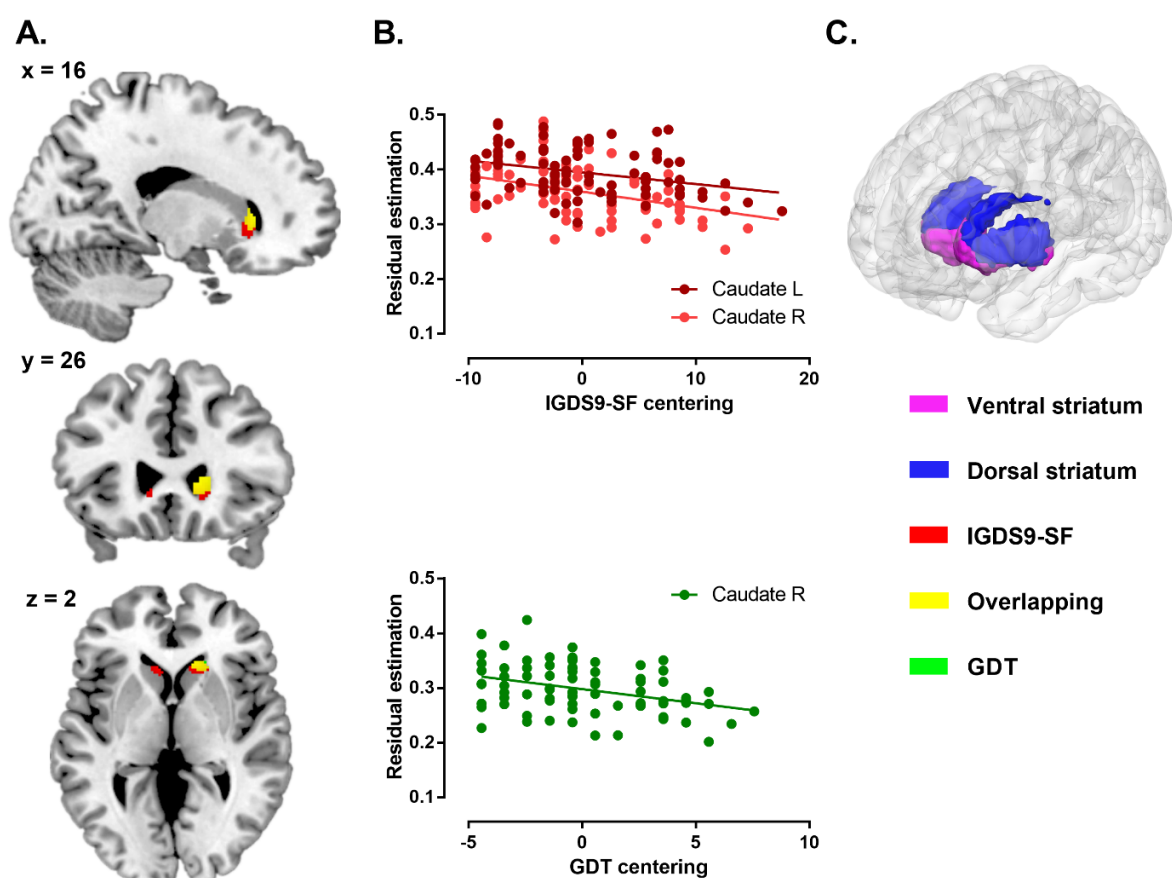 A.
x = 16
y = 26
z = 2
B.
Residual estimation
0.5
0.4
0.3
0.2
0.1
Caudate L
Caudate R
-10
0
10
20
IGDS9-SF centering
Residual estimation
0.5
0.4
0.3
0.2
0.1
Caudate R
-5
0
5
10
GDT centering
C.
Ventral striatum
Dorsal striatum
IGDS9-SF
Overlapping
GDT